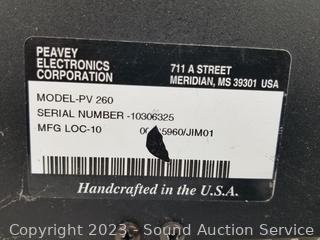 PEAVEY
ELECTRONICS
CORPORATION
711 A STREET
MERIDIAN, MS 39301 USA
MODEL-PV 260
SERIAL NUMBER -10306325
MFG LOC-10
5960/JIM01
Handcrafted in the U.S.A.
Copyright 2023, Sound Auction Service